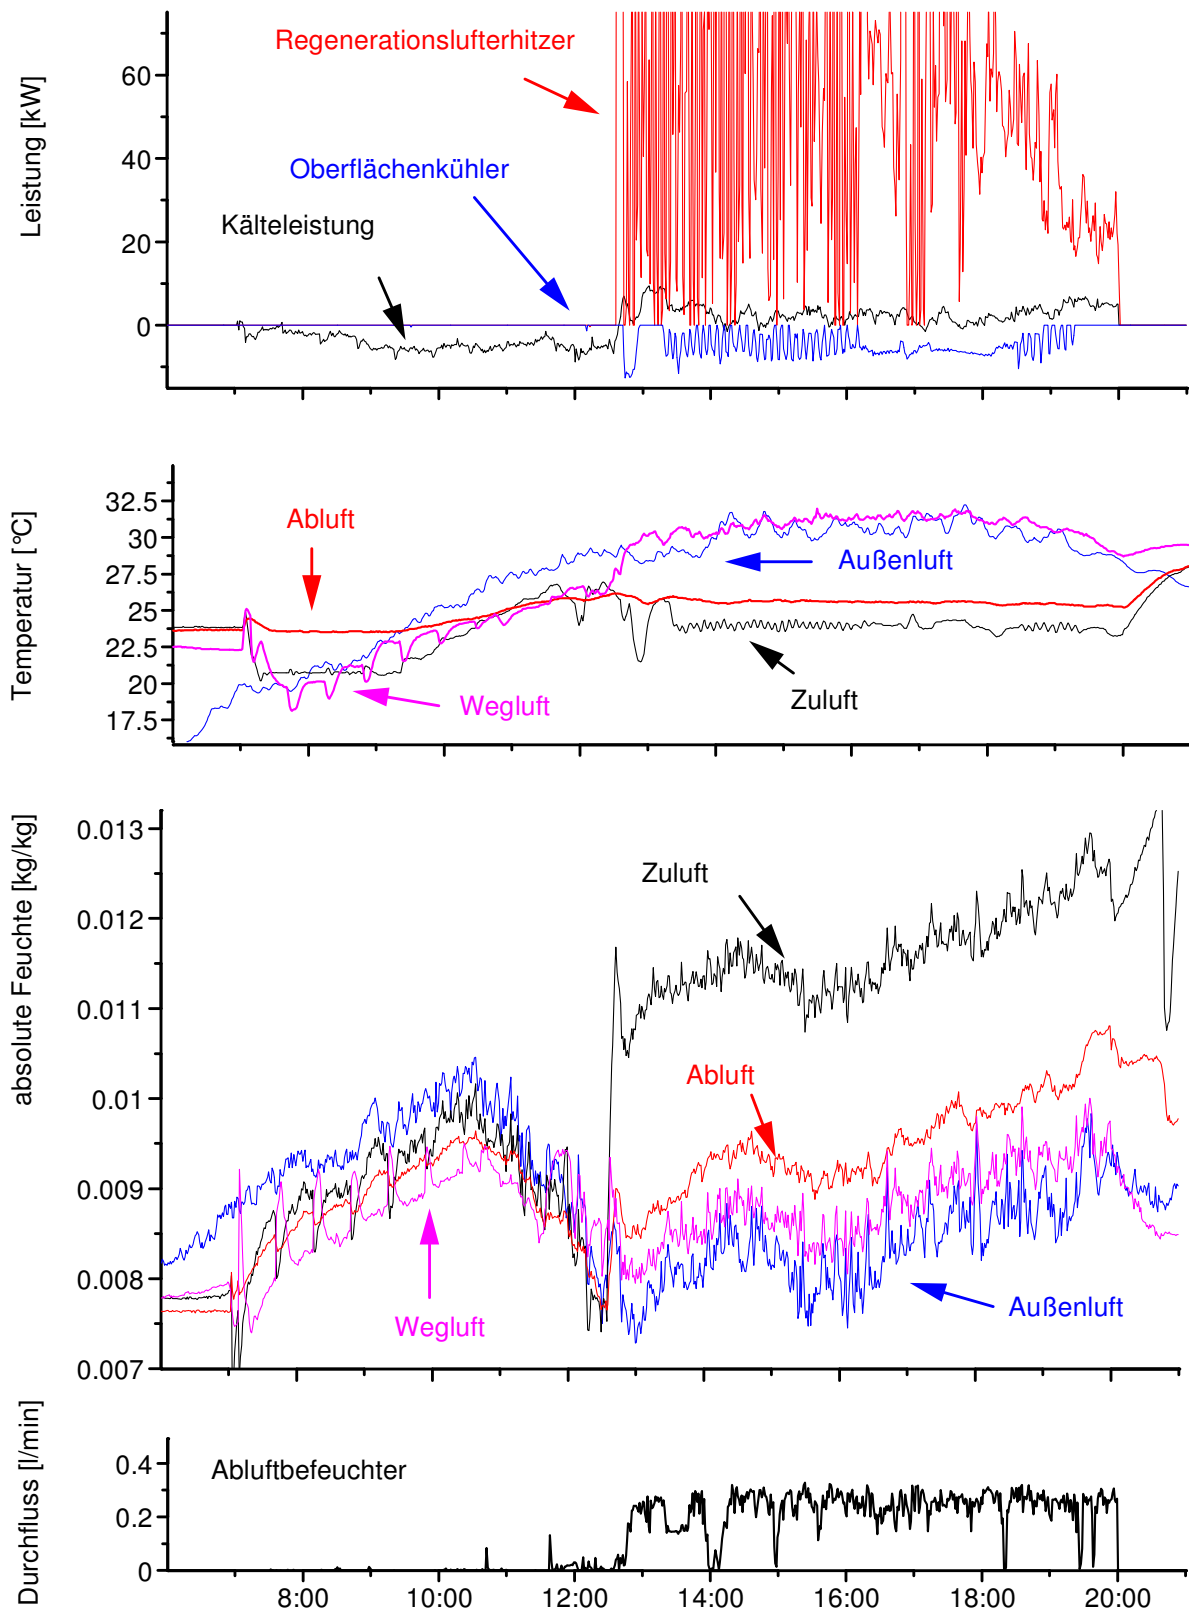 Leistung [kW]
60
40
20
0
Regenerationslufterhitzer
Oberflächenkühler
Kälteleistung
Temperatur [°C]
32.5
30
27.5
25
22.5
20
17.5
Abluft
Außenluft
Wegluft
Zuluft
absolute Feuchte [kg/kg]
0.013
0.012
0.011
0.01
0.009
0.008
0.007
Zuluft
Abluft
Wegluft
Außenluft
Durchfluss [l/min]
0.4
0.2
0
Abluftbefeuchter
8:00 10:00 12:00 14:00 16:00 18:00 20:00